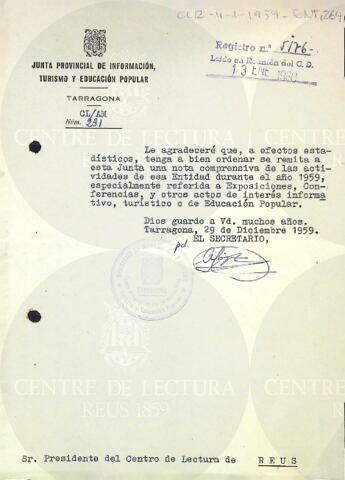 CLR-4-1-1959-ENT,264
Registro n.º 5176-
Leído en Reunión del C. D.
13 ENE 1960
JUNTA PROVINCIAL DE INFORMACIÓN,
TURISMO Y EDUCACIÓN POPULAR
TARRAGONA
CL/AM
Núm. 231
Le agradeceré que, a efectos esta-
dísticos, tenga a bien ordenar se remita a
esta Junta una nota comprensiva de las acti-
vidades de esa Entidad durante el año 1959,
especialmente referida a Exposiciones, Con-
ferencias, y otros actos de interés informa
tivo, turístico o de Educación Popular.
Dios guarde a Vd. muchos años.
Tarragona, 29 de Diciembre 1959.
EL SECRETARIO,
pd.
CENTRE DE LECTURA
REUS 1859
CENTRE DE LECTURA
REUS 1859
Sr. Presidente del Centro de Lectura de R E U S